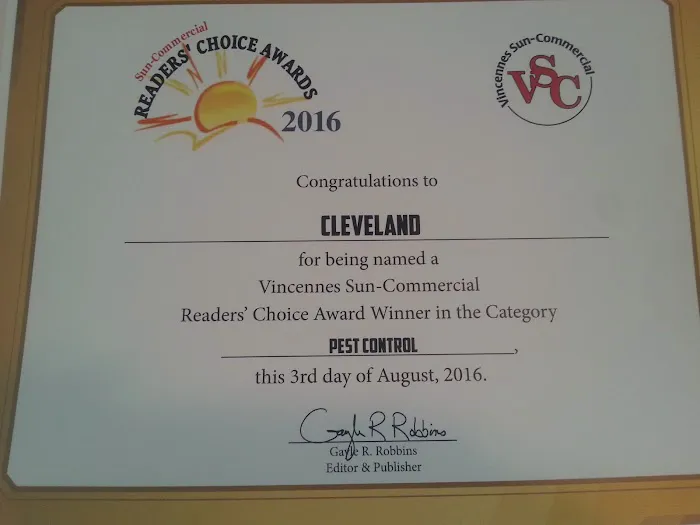 Sun-Commercial
READERS' CHOICE AWARDS
2016
Vincennes Sun-Commercial
VSC
Congratulations to
CLEVELAND
for being named a
Vincennes Sun-Commercial
Readers' Choice Award Winner in the Category
PEST CONTROL,
this 3rd day of August, 2016.
Gayle R Robbins
Gayle R. Robbins
Editor & Publisher